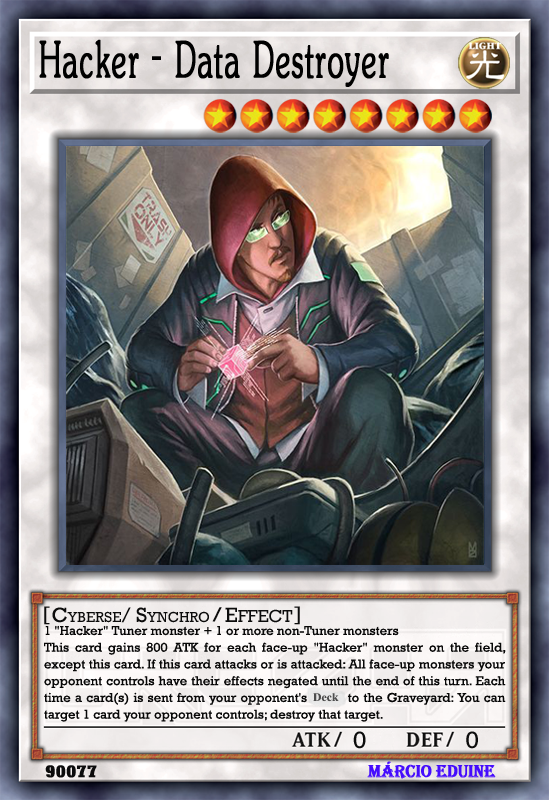 Hacker - Data Destroyer
LIGHT
光
TRASH
ONLY
[CYBERSE/ SYNCHRO / EFFECT]
1 "Hacker" Tuner monster + 1 or more non-Tuner monsters
This card gains 800 ATK for each face-up "Hacker" monster on the field,
except this card. If this card attacks or is attacked: All face-up monsters your
opponent controls have their effects negated until the end of this turn. Each
time a card(s) is sent from your opponent's Deck to the Graveyard: You can
target 1 card your opponent controls; destroy that target.
ATK/ 0 DEF/ 0
90077 MÁRCIO EDUINE